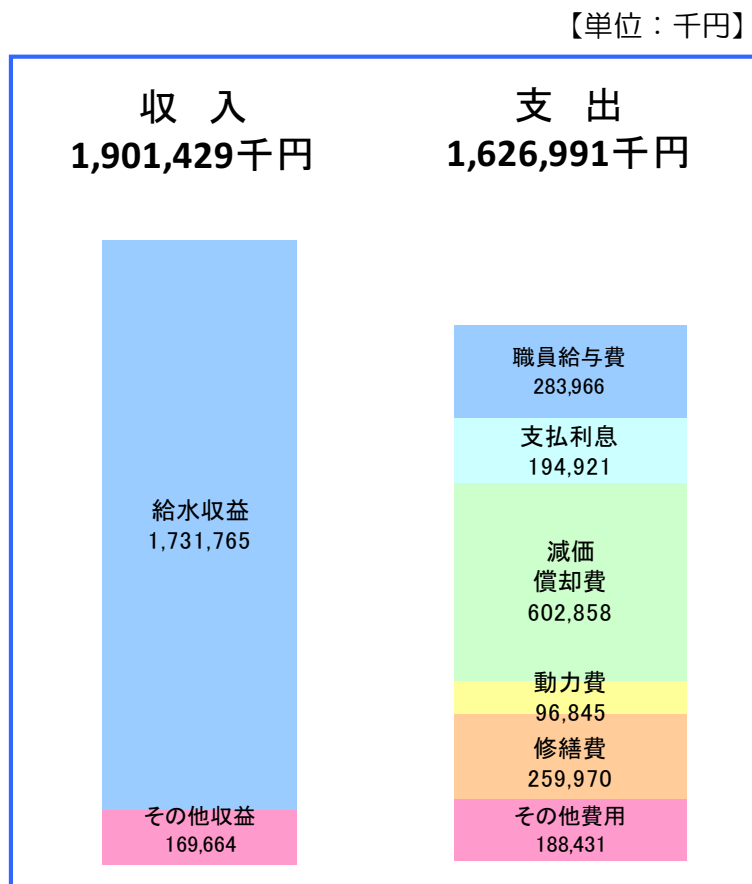 【単位：千円】
収　入
1,901,429千円
支　出
1,626,991千円
給水収益
1,731,765
その他収益
169,664
職員給与費
283,966
支払利息
194,921
減価
償却費
602,858
動力費
96,845
修繕費
259,970
その他費用
188,431